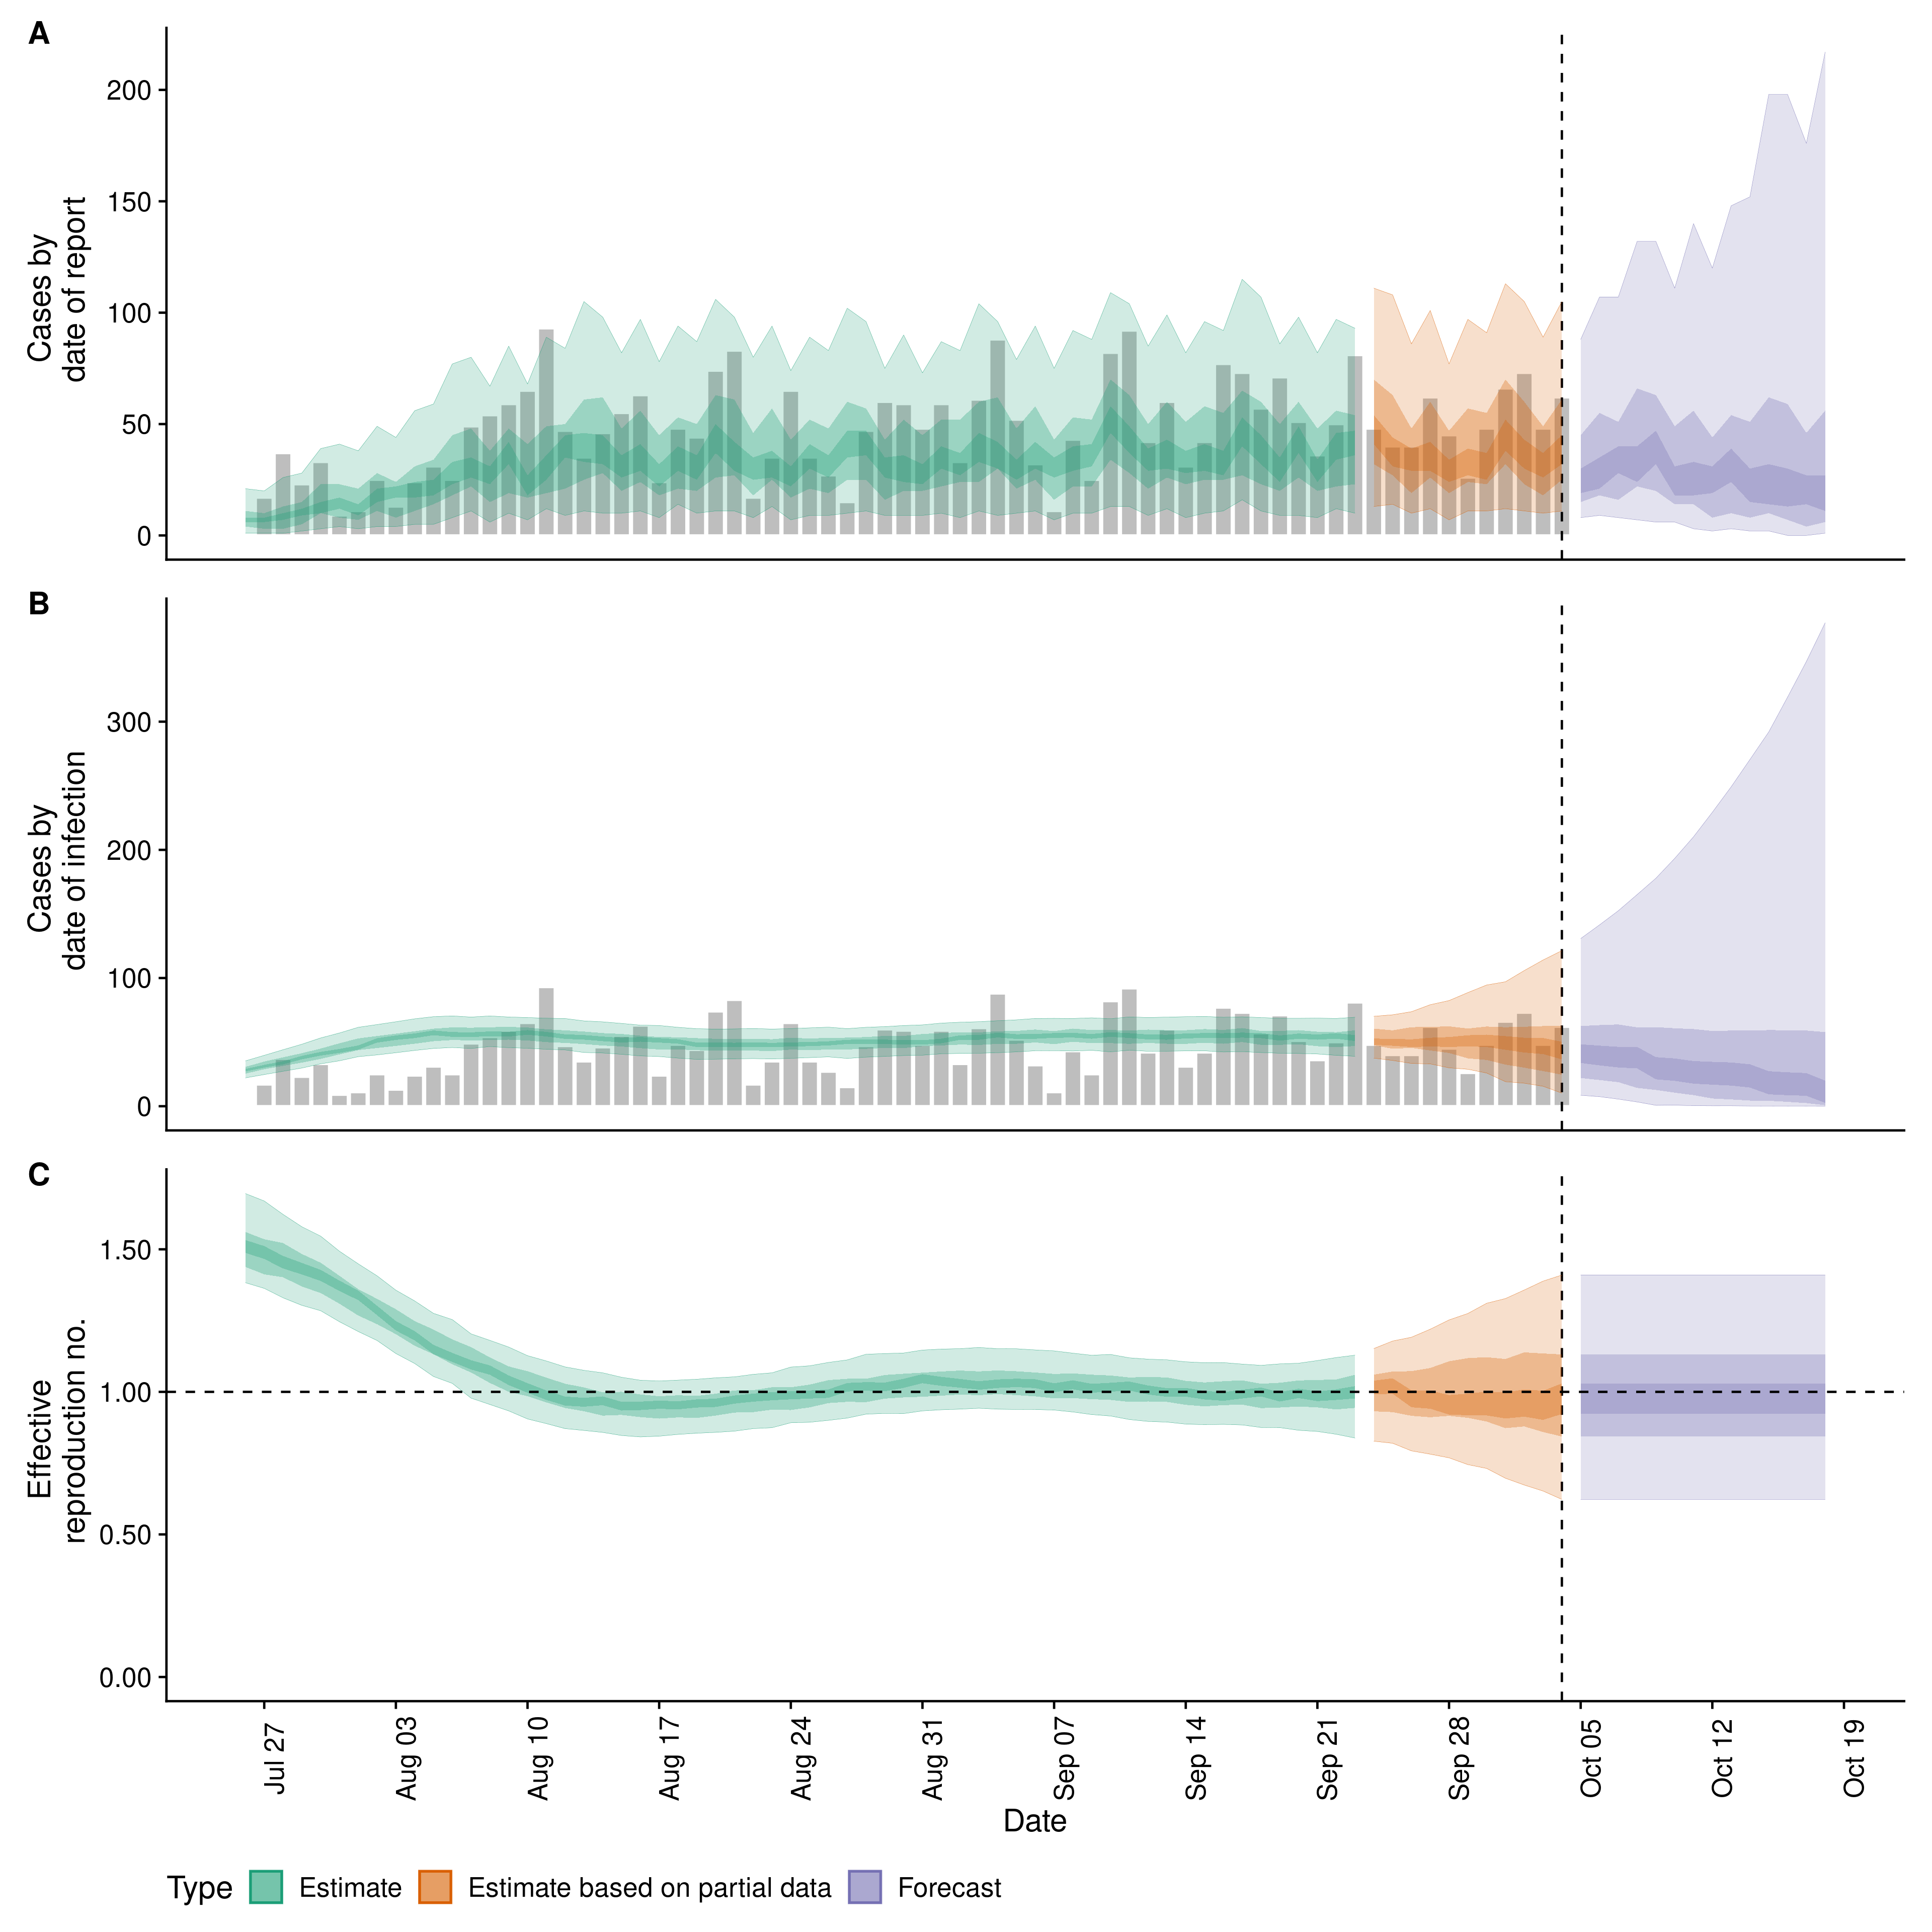 A
Cases by
date of report
200
150
100
50
0
B
Cases by
date of infection
300
200
100
0
C
Effective
reproduction no.
1.50
1.00
0.50
0.00
Jul 27
Aug 03
Aug 10
Aug 17
Aug 24
Aug 31
Sep 07
Sep 14
Sep 21
Sep 28
Oct 05
Oct 12
Oct 19
Date
Type Estimate Estimate based on partial data Forecast